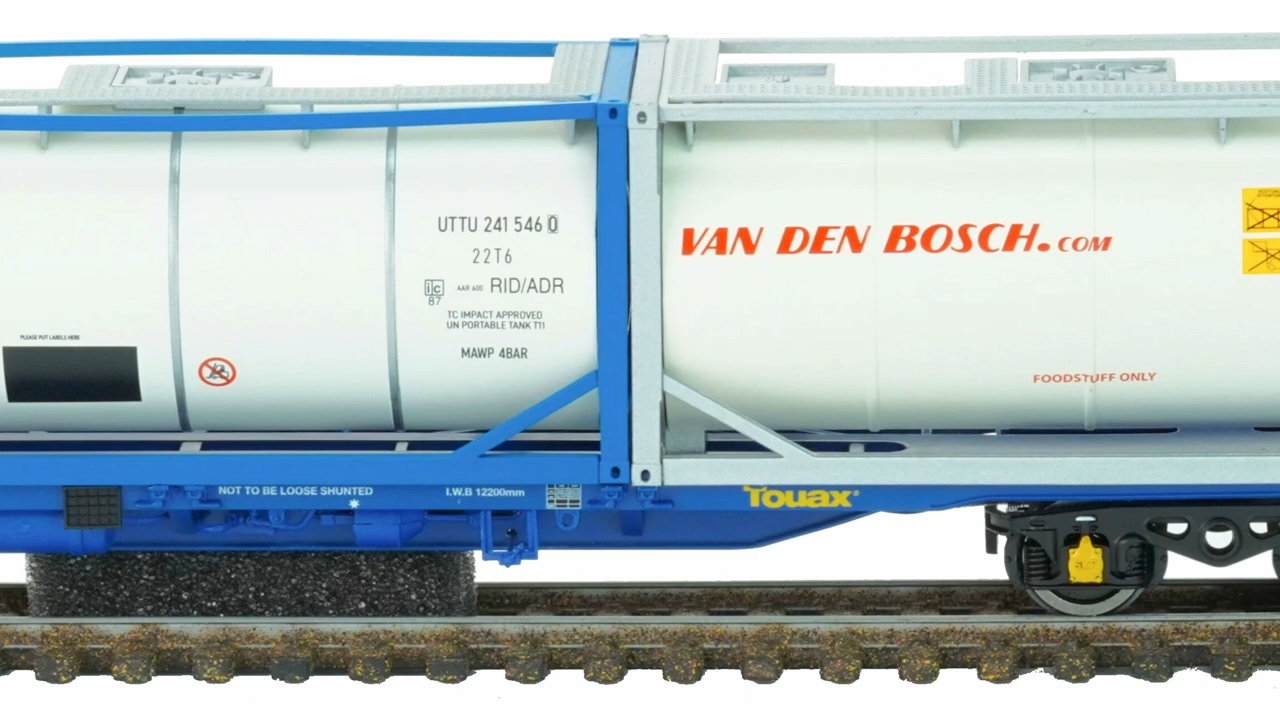 UTTU 241 546 0
22T6
ic
87
AAR 600 RID/ADR
TC IMPACT APPROVED
UN PORTABLE TANK T11
MAWP 4BAR
PLEASE PUT LABELS HERE
VAN DEN BOSCH.COM
FOODSTUFF ONLY
NOT TO BE LOOSE SHUNTED
I.W.B 12200mm
Touax